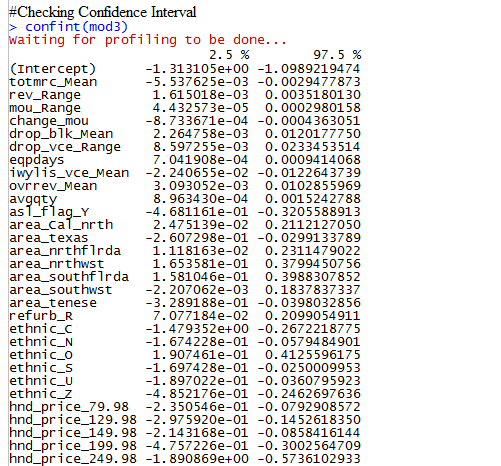 #Checking Confidence Interval
> confint(mod3)
Waiting for profiling to be done...
2.5 % 97.5 %
(Intercept) -1.313105e+00 -1.0989219474
totmrc_Mean -5.537625e-03 -0.0029477873
rev_Range 1.615018e-03 0.0035180130
mou_Range 4.432573e-05 0.0002980158
change_mou -8.733671e-04 -0.0004363051
drop_blk_Mean 2.264758e-03 0.0120177750
drop_vce_Range 8.597255e-03 0.0233453514
eqpdays 7.041908e-04 0.0009414068
iwylis_vce_Mean -2.240655e-02 -0.0122643739
ovrrev_Mean 3.093052e-03 0.0102855969
avgqty 8.963430e-04 0.0015242788
asl_flag_Y -4.681161e-01 -0.3205588913
area_Cal_nrth 2.475139e-02 0.2112127050
area_texas -2.607298e-01 -0.0299133789
area_nrthflrda 1.118163e-02 0.2311479022
area_nrthwst 1.653581e-01 0.3799450756
area_southflrda 1.581046e-01 0.3988307852
area_southwst -2.207062e-03 0.1837837337
area_tenese -3.289188e-01 -0.0398032856
refurb_R 7.077184e-02 0.2099054911
ethnic_C -1.479352e+00 -0.2672218775
ethnic_N -1.674228e-01 -0.0579484901
ethnic_O 1.907461e-01 0.4125596175
ethnic_S -1.697428e-01 -0.0250009953
ethnic_U -1.897022e-01 -0.0360795923
ethnic_Z -4.852176e-01 -0.2462697636
hnd_price_79.98 -2.350546e-01 -0.0792908572
hnd_price_129.98 -2.975920e-01 -0.1452618350
hnd_price_149.98 -2.143168e-01 -0.0858416144
hnd_price_199.98 -4.757226e-01 -0.3002564709
hnd_price_249.98 -1.890869e+00 -0.5736102933